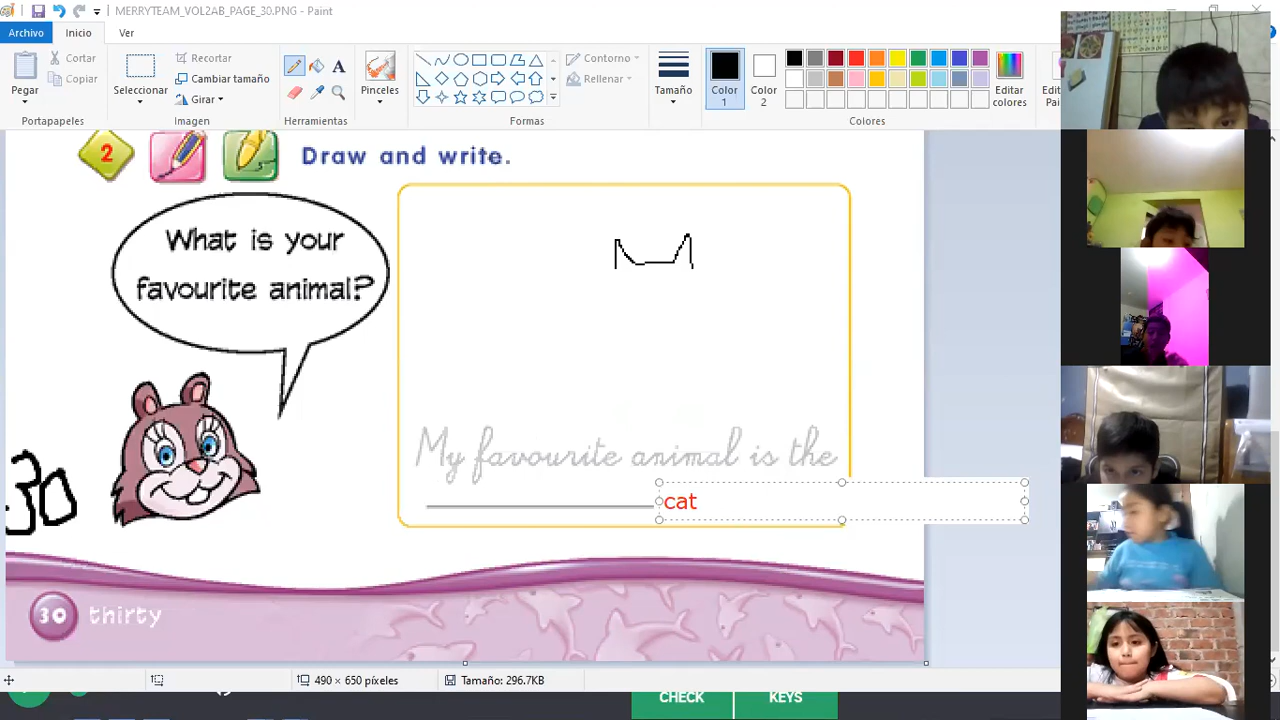 MERRYTEAM_VOL2AB_PAGE_30.PNG - Paint
Archivo Inicio Ver
Pegar
Cortar
Copiar
Portapapeles
Seleccionar
Recortar
Cambiar tamaño
Girar
Imagen
A
Herramientas
Pinceles
Contorno
Rellenar
Formas
Tamaño
Color 1
Color 2
Editar colores
Colores
2 Draw and write.
What is your
favourite animal?
My favourite animal is the
cat
30
30 thirty
490 × 650 píxeles
Tamaño: 296.7KB
CHECK KEYS